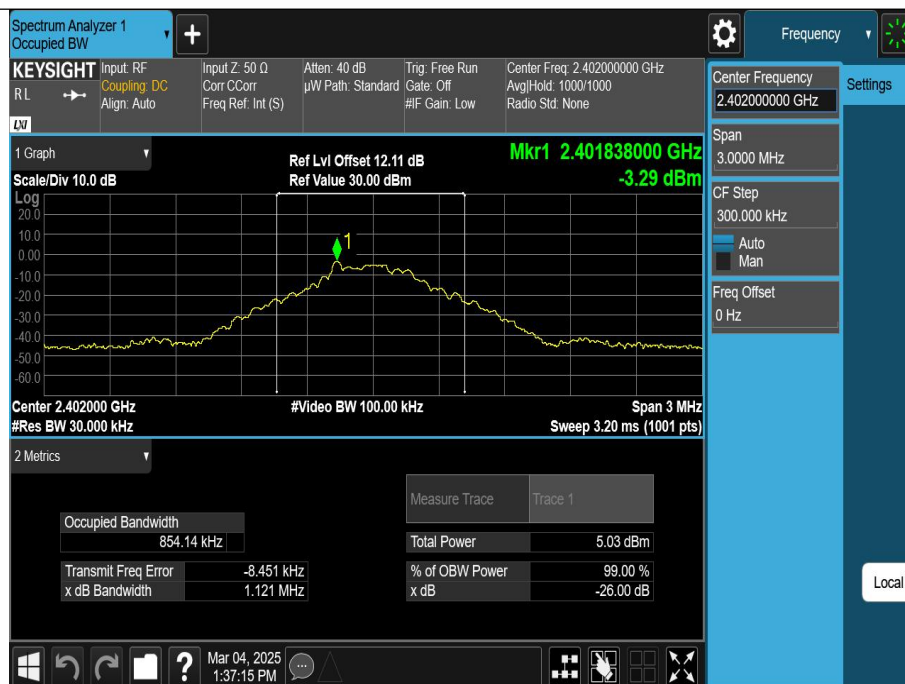 Spectrum Analyzer 1
Occupied BW
+
Frequency
KEYSIGHT
RL
LXI
Input: RF
Coupling: DC
Align: Auto
Input Z: 50 Ω
Corr CCorr
Freq Ref: Int (S)
Atten: 40 dB
µW Path: Standard
Trig: Free Run
Gate: Off
#IF Gain: Low
Center Freq: 2.402000000 GHz
Avg|Hold: 1000/1000
Radio Std: None
Center Frequency
2.402000000 GHz
Settings
Span
3.0000 MHz
CF Step
300.000 kHz
Auto
Man
Freq Offset
0 Hz
1 Graph
Scale/Div 10.0 dB
Ref Lvl Offset 12.11 dB
Ref Value 30.00 dBm
Mkr1 2.401838000 GHz
-3.29 dBm
Log
20.0
10.0
0.00
-10.0
-20.0
-30.0
-40.0
-50.0
-60.0
1
Center 2.402000 GHz
#Res BW 30.000 kHz
#Video BW 100.00 kHz
Span 3 MHz
Sweep 3.20 ms (1001 pts)
2 Metrics
Measure Trace Trace 1
Occupied Bandwidth
854.14 kHz
Total Power 5.03 dBm
Transmit Freq Error -8.451 kHz
% of OBW Power 99.00 %
x dB Bandwidth 1.121 MHz
x dB -26.00 dB
Local
?
Mar 04, 2025
1:37:15 PM